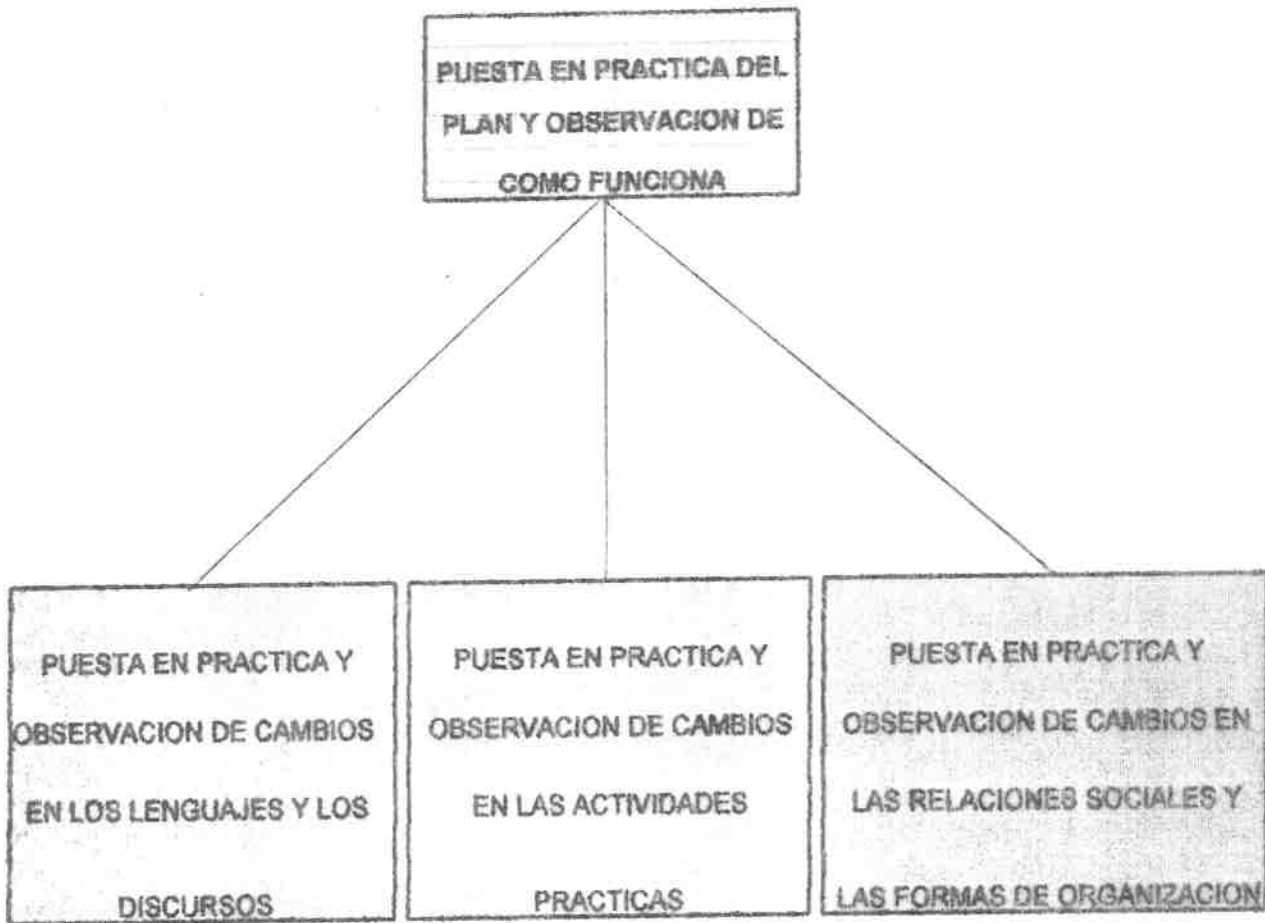 PUESTA EN PRACTICA DEL
PLAN Y OBSERVACION DE
COMO FUNCIONA
PUESTA EN PRACTICA Y
OBSERVACION DE CAMBIOS
EN LOS LENGUAJES Y LOS
DISCURSOS
PUESTA EN PRACTICA Y
OBSERVACION DE CAMBIOS
EN LAS ACTIVIDADES
PRACTICAS
PUESTA EN PRACTICA Y
OBSERVACION DE CAMBIOS EN
LAS RELACIONES SOCIALES Y
LAS FORMAS DE ORGANIZACION